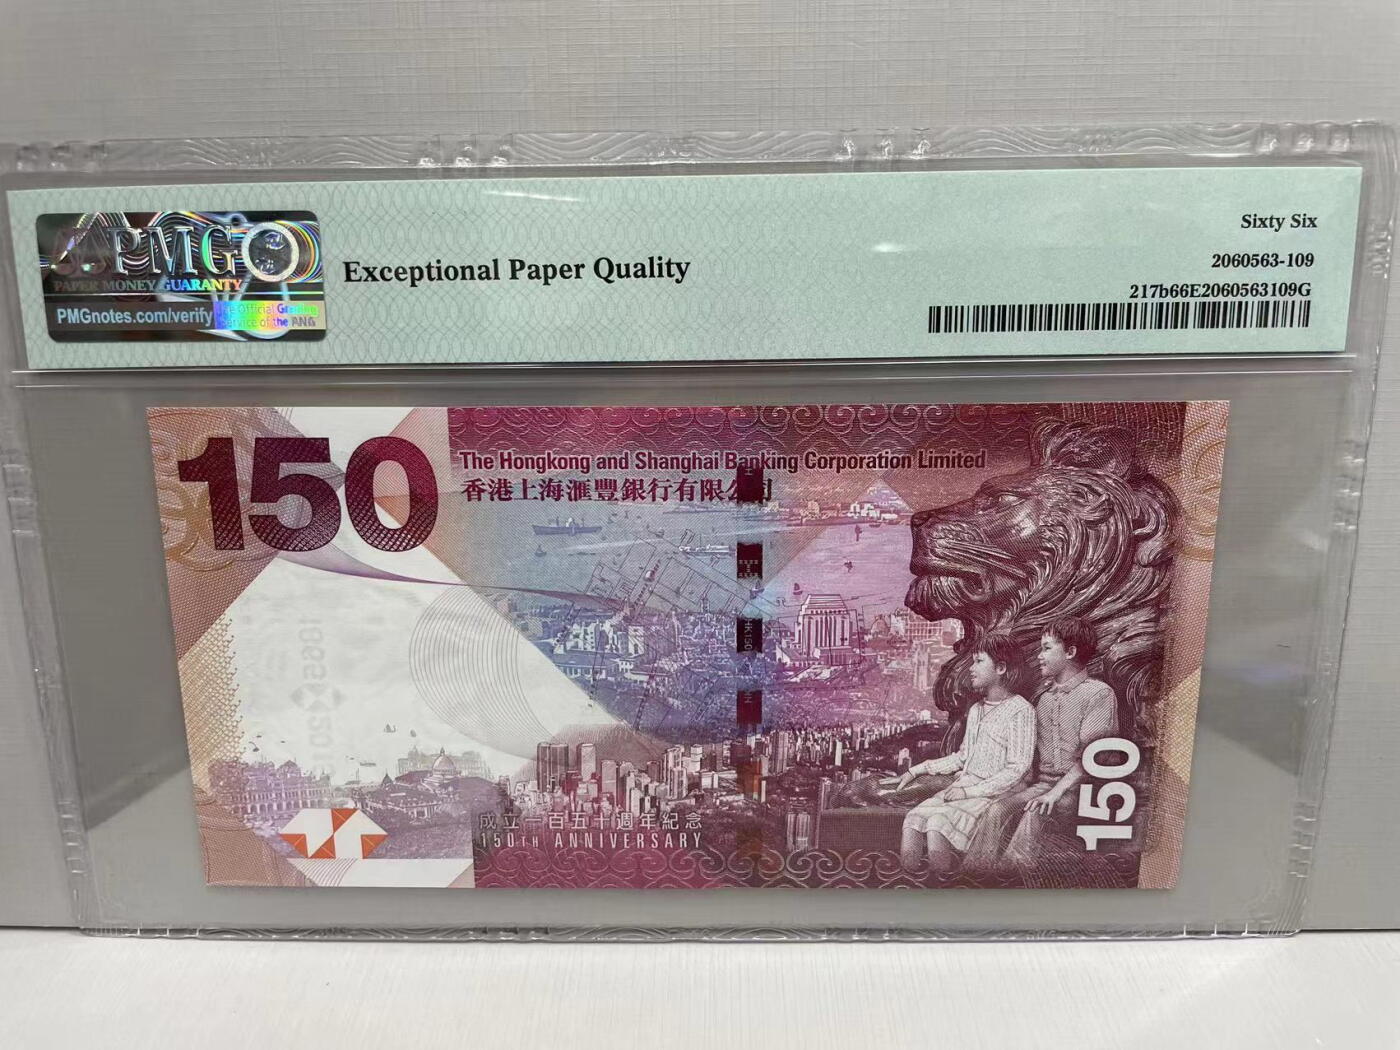 PMG
PAPER MONEY GUARANTY
PMGnotes.com/verify
The Official Grading
Service of the ANA
Exceptional Paper Quality
Sixty Six
2060563-109
217b66E2060563109G
150
The Hongkong and Shanghai Banking Corporation Limited
香港上海滙豐銀行有限公司
HK150
成立一百五十週年紀念
150TH ANNIVERSARY
150